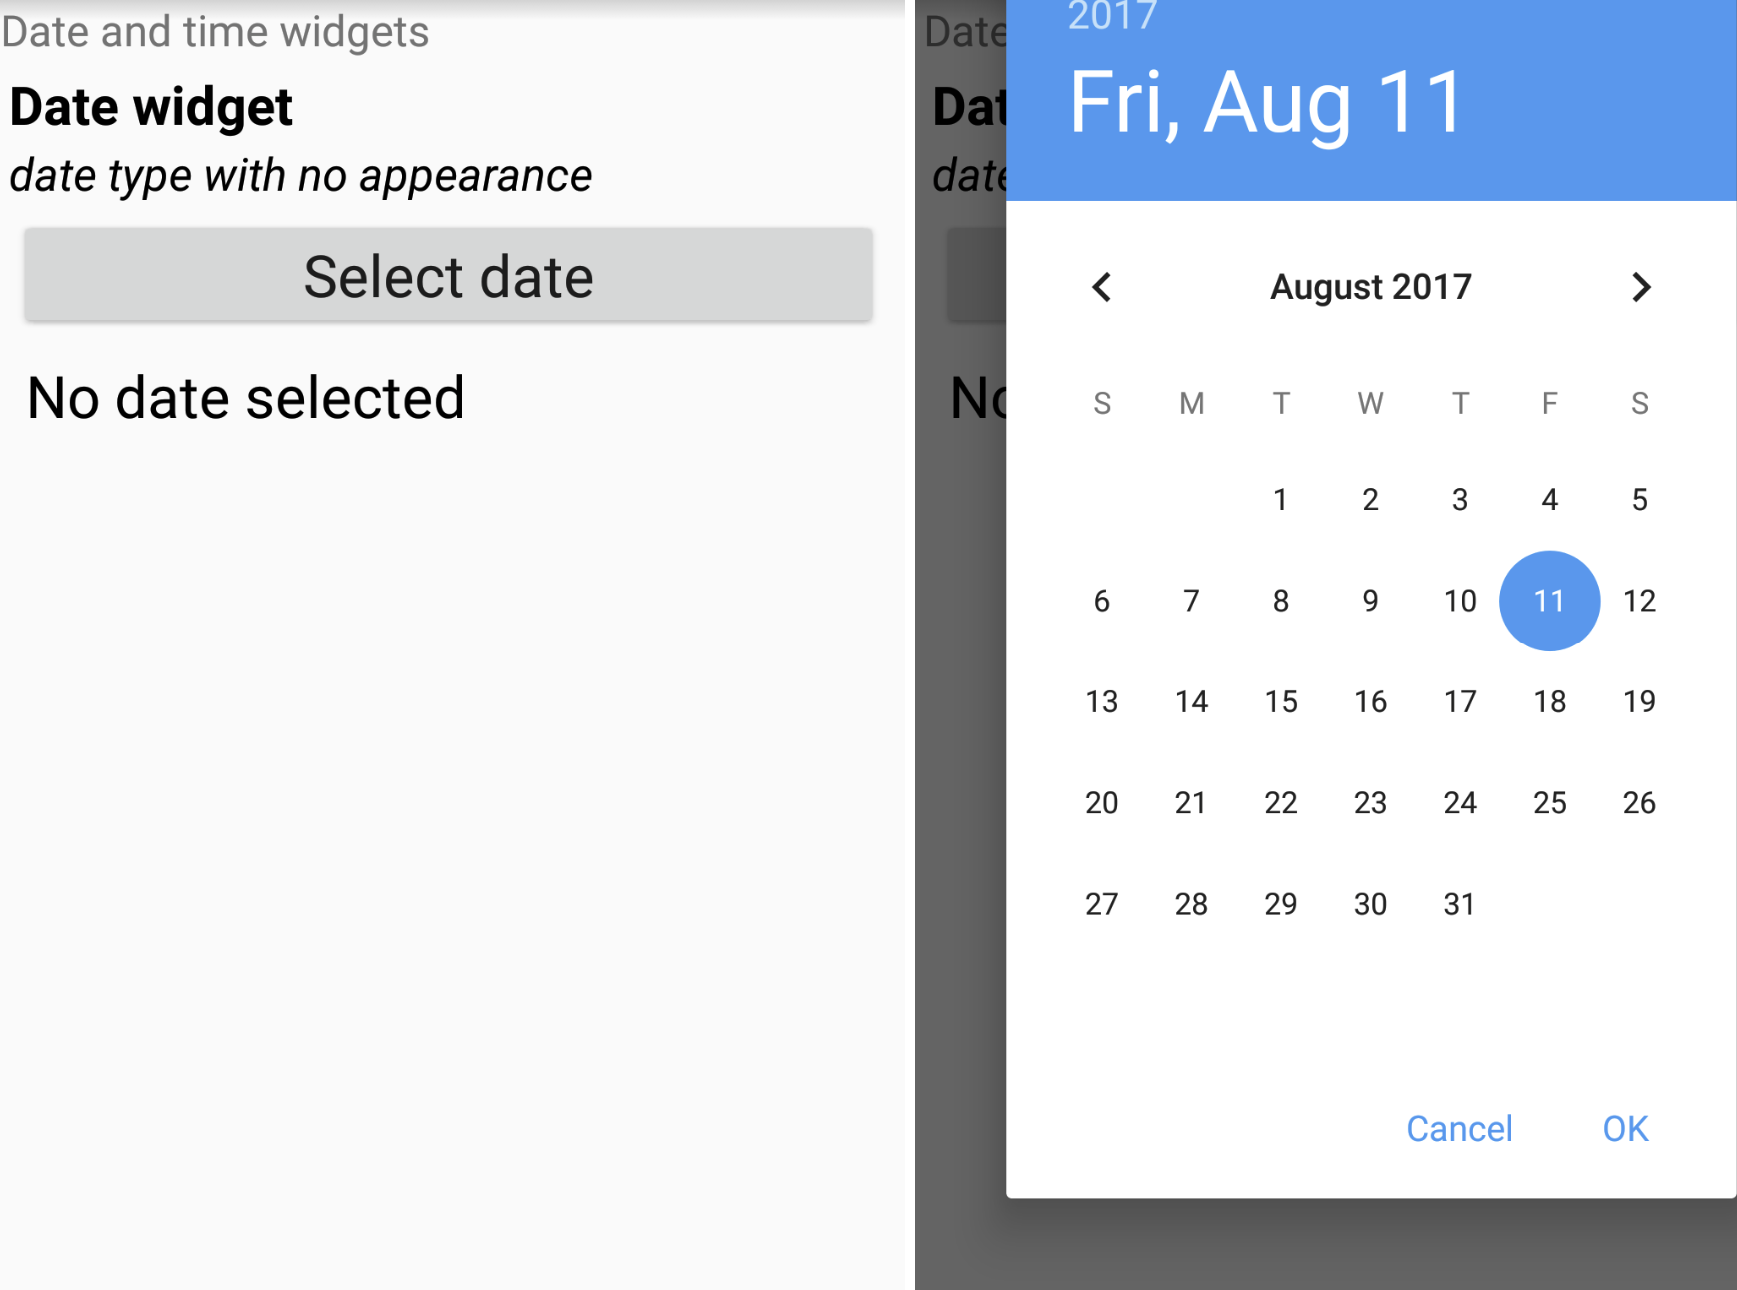 Date and time widgets
Date widget
date type with no appearance
Select date
No date selected
Date
Dat
date
No
2017
Fri, Aug 11
August 2017
S M T W T F S
1 2 3 4 5
6 7 8 9 10 11 12
13 14 15 16 17 18 19
20 21 22 23 24 25 26
27 28 29 30 31
Cancel OK